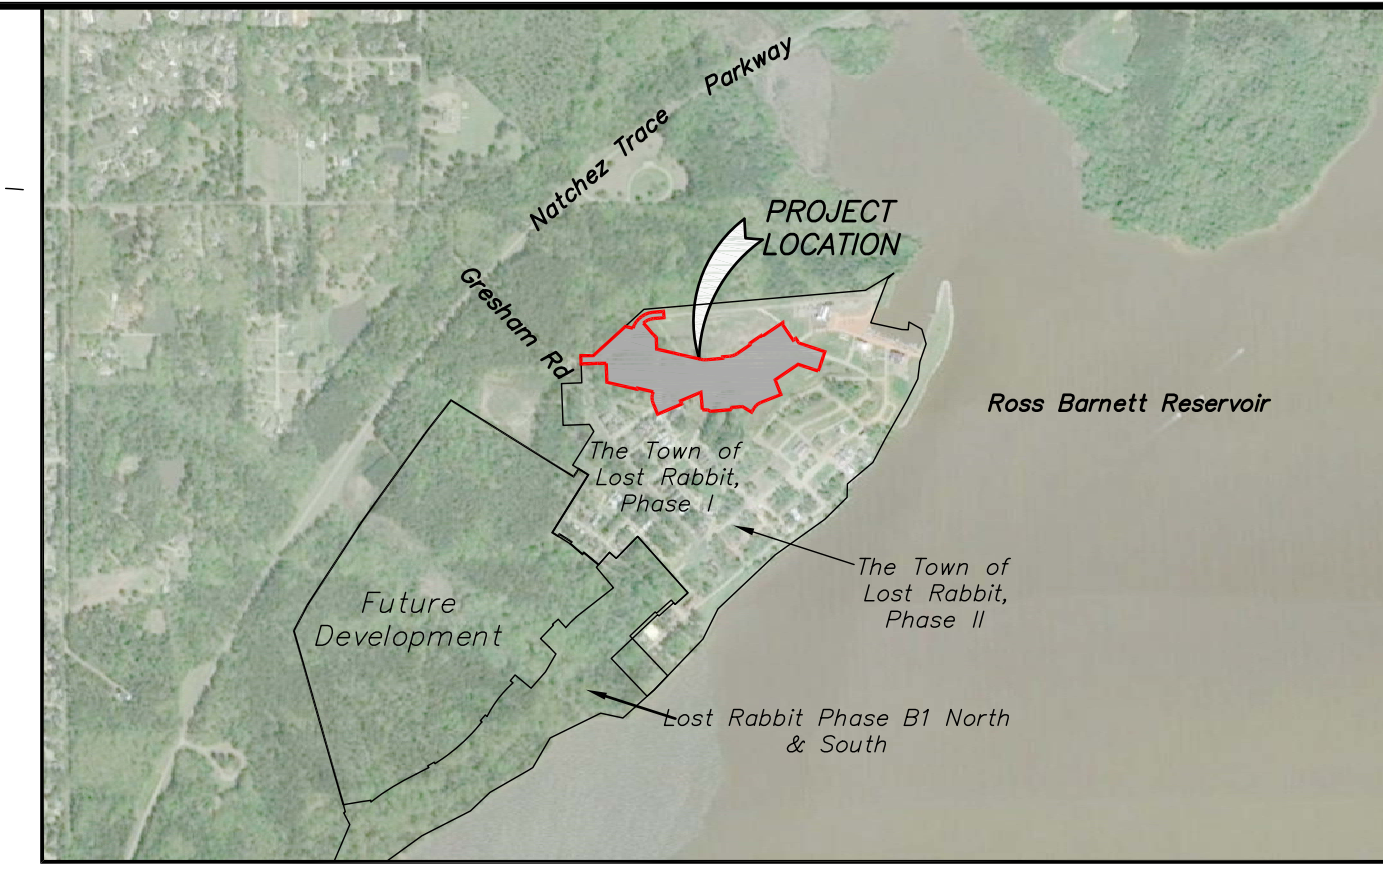 Natchez Trace Parkway
PROJECT
LOCATION
Gresham Rd
Ross Barnett Reservoir
The Town of
Lost Rabbit,
Phase I
The Town of
Lost Rabbit,
Phase II
Future
Development
Lost Rabbit Phase B1 North
& South